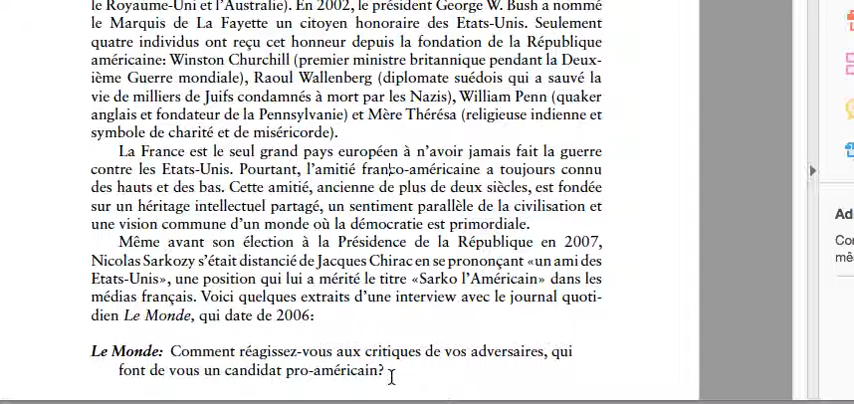 le Royaume-Uni et l'Australie). En 2002, le président George W. Bush a nommé
le Marquis de La Fayette un citoyen honoraire des Etats-Unis. Seulement
quatre individus ont reçu cet honneur depuis la fondation de la République
américaine: Winston Churchill (premier ministre britannique pendant la Deux-
ième Guerre mondiale), Raoul Wallenberg (diplomate suédois qui a sauvé la
vie de milliers de Juifs condamnés à mort par les Nazis), William Penn (quaker
anglais et fondateur de la Pennsylvanie) et Mère Thérésa (religieuse indienne et
symbole de charité et de miséricorde).
La France est le seul grand pays européen à n'avoir jamais fait la guerre
contre les Etats-Unis. Pourtant, l'amitié franco-américaine a toujours connu
des hauts et des bas. Cette amitié, ancienne de plus de deux siècles, est fondée
sur un héritage intellectuel partagé, un sentiment parallèle de la civilisation et
une vision commune d'un monde où la démocratie est primordiale.
Même avant son élection à la Présidence de la République en 2007,
Nicolas Sarkozy s'était distancié de Jacques Chirac en se prononçant «un ami des
Etats-Unis», une position qui lui a mérité le titre «Sarko l'Américain» dans les
médias français. Voici quelques extraits d'une interview avec le journal quoti-
dien Le Monde, qui date de 2006:
Le Monde: Comment réagissez-vous aux critiques de vos adversaires, qui
font de vous un candidat pro-américain?
Ad
Co
mê